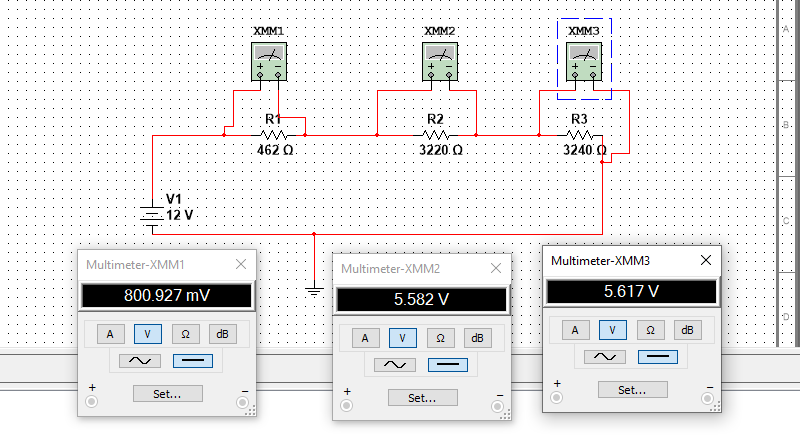 XMM1
XMM2
XMM3
A
R1
R2
R3
B
462 Ω
3220 Ω
3240 Ω
V1
12 V
C
Multimeter-XMM1
800.927 mV
A V Ω dB
Set...
+ −
Multimeter-XMM2
5.582 V
A V Ω dB
Set...
+ −
Multimeter-XMM3
5.617 V
A V Ω dB
Set...
+ −
D